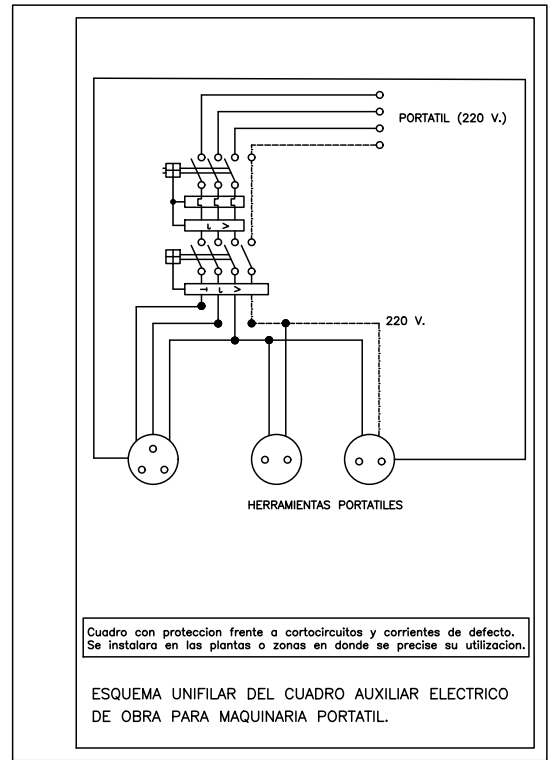 PORTATIL (220 V.)
220 V.
HERRAMIENTAS PORTATILES
Cuadro con proteccion frente a cortocircuitos y corrientes de defecto.
Se instalara en las plantas o zonas en donde se precise su utilizacion.
ESQUEMA UNIFILAR DEL CUADRO AUXILIAR ELECTRICO
DE OBRA PARA MAQUINARIA PORTATIL.